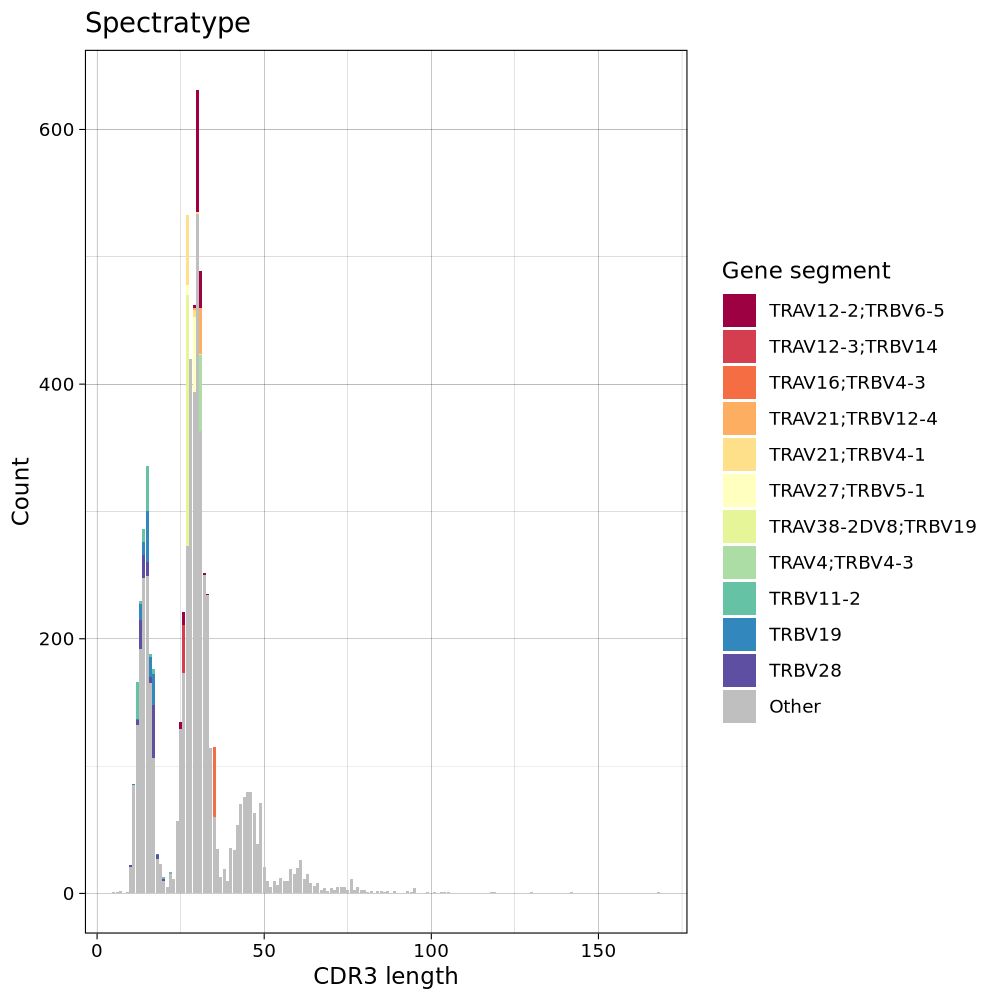 Spectratype
600
400
200
0
Count
0
50
100
150
CDR3 length
Gene segment
TRAV12-2;TRBV6-5
TRAV12-3;TRBV14
TRAV16;TRBV4-3
TRAV21;TRBV12-4
TRAV21;TRBV4-1
TRAV27;TRBV5-1
TRAV38-2DV8;TRBV19
TRAV4;TRBV4-3
TRBV11-2
TRBV19
TRBV28
Other